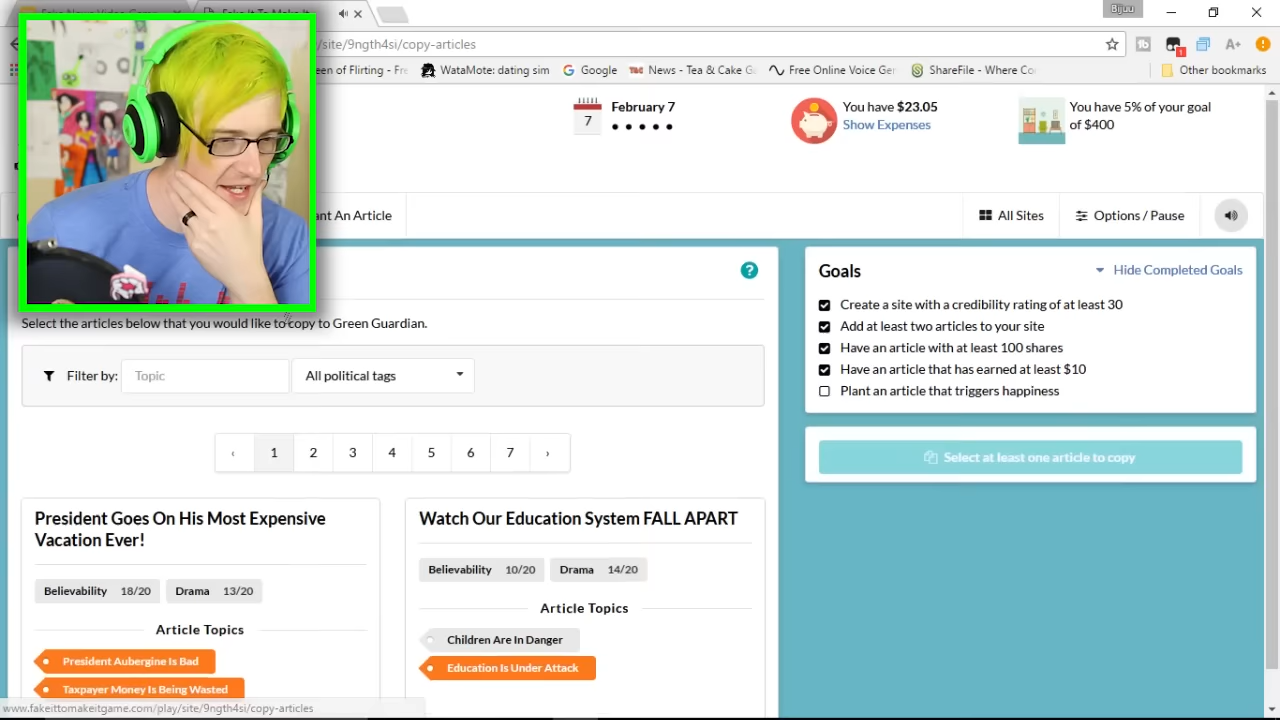 Bijuu
/site/9ngth4si/copy-articles
een of Flirting - Fr
WataMote: dating sim
Google
News - Tea & Cake G
Free Online Voice Ger
ShareFile - Where Co
Other bookmarks
7
February 7
You have $23.05
Show Expenses
You have 5% of your goal
of $400
ant An Article
All Sites
Options / Pause
Select the articles below that you would like to copy to Green Guardian.
Filter by:
Topic
All political tags
‹ 1 2 3 4 5 6 7 ›
President Goes On His Most Expensive
Vacation Ever!
Believability 18/20 Drama 13/20
Article Topics
President Aubergine Is Bad
Taxpayer Money Is Being Wasted
Watch Our Education System FALL APART
Believability 10/20 Drama 14/20
Article Topics
Children Are In Danger
Education Is Under Attack
Goals
Hide Completed Goals
Create a site with a credibility rating of at least 30
Add at least two articles to your site
Have an article with at least 100 shares
Have an article that has earned at least $10
Plant an article that triggers happiness
Select at least one article to copy
www.fakeittomakeitgame.com/play/site/9ngth4si/copy-articles